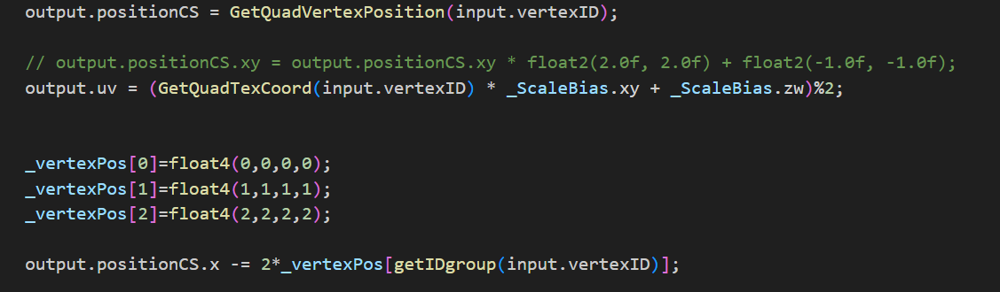 output.positionCS = GetQuadVertexPosition(input.vertexID);
// output.positionCS.xy = output.positionCS.xy * float2(2.0f, 2.0f) + float2(-1.0f, -1.0f);
output.uv = (GetQuadTexCoord(input.vertexID) * _ScaleBias.xy + _ScaleBias.zw)%2;
_vertexPos[0]=float4(0,0,0,0);
_vertexPos[1]=float4(1,1,1,1);
_vertexPos[2]=float4(2,2,2,2);
output.positionCS.x -= 2*_vertexPos[getIDgroup(input.vertexID)];